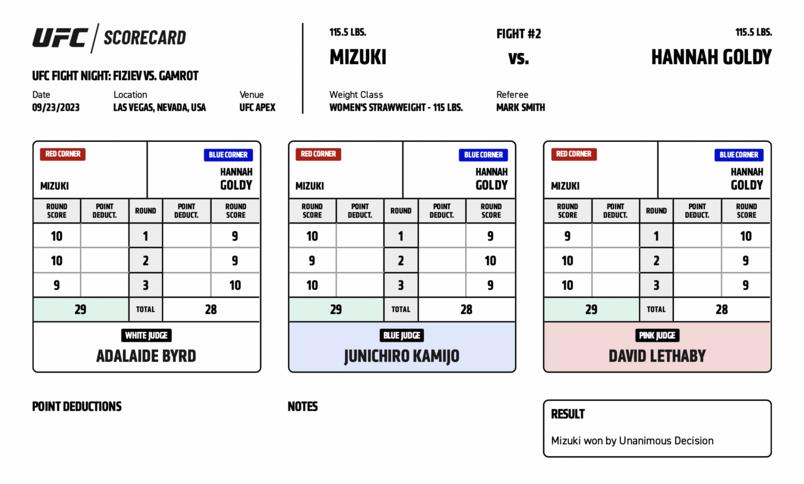 UFC / SCORECARD
UFC FIGHT NIGHT: FIZIEV VS. GAMROT
Date Location Venue
09/23/2023 LAS VEGAS, NEVADA, USA UFC APEX
115.5 LBS. FIGHT #2 115.5 LBS.
MIZUKI vs. HANNAH GOLDY
Weight Class Referee
WOMEN'S STRAWWEIGHT - 115 LBS. MARK SMITH
RED CORNER BLUE CORNER
MIZUKI HANNAH
GOLDY
ROUND SCORE POINT DEDUCT. ROUND POINT DEDUCT. ROUND SCORE
10 1 9
10 2 9
9 3 10
29 TOTAL 28
WHITE JUDGE
ADALAIDE BYRD
RED CORNER BLUE CORNER
MIZUKI HANNAH
GOLDY
ROUND SCORE POINT DEDUCT. ROUND POINT DEDUCT. ROUND SCORE
10 1 9
9 2 10
10 3 9
29 TOTAL 28
BLUE JUDGE
JUNICHIRO KAMIJO
RED CORNER BLUE CORNER
MIZUKI HANNAH
GOLDY
ROUND SCORE POINT DEDUCT. ROUND POINT DEDUCT. ROUND SCORE
9 1 10
10 2 9
10 3 9
29 TOTAL 28
PINK JUDGE
DAVID LETHABY
POINT DEDUCTIONS
NOTES
RESULT
Mizuki won by Unanimous Decision